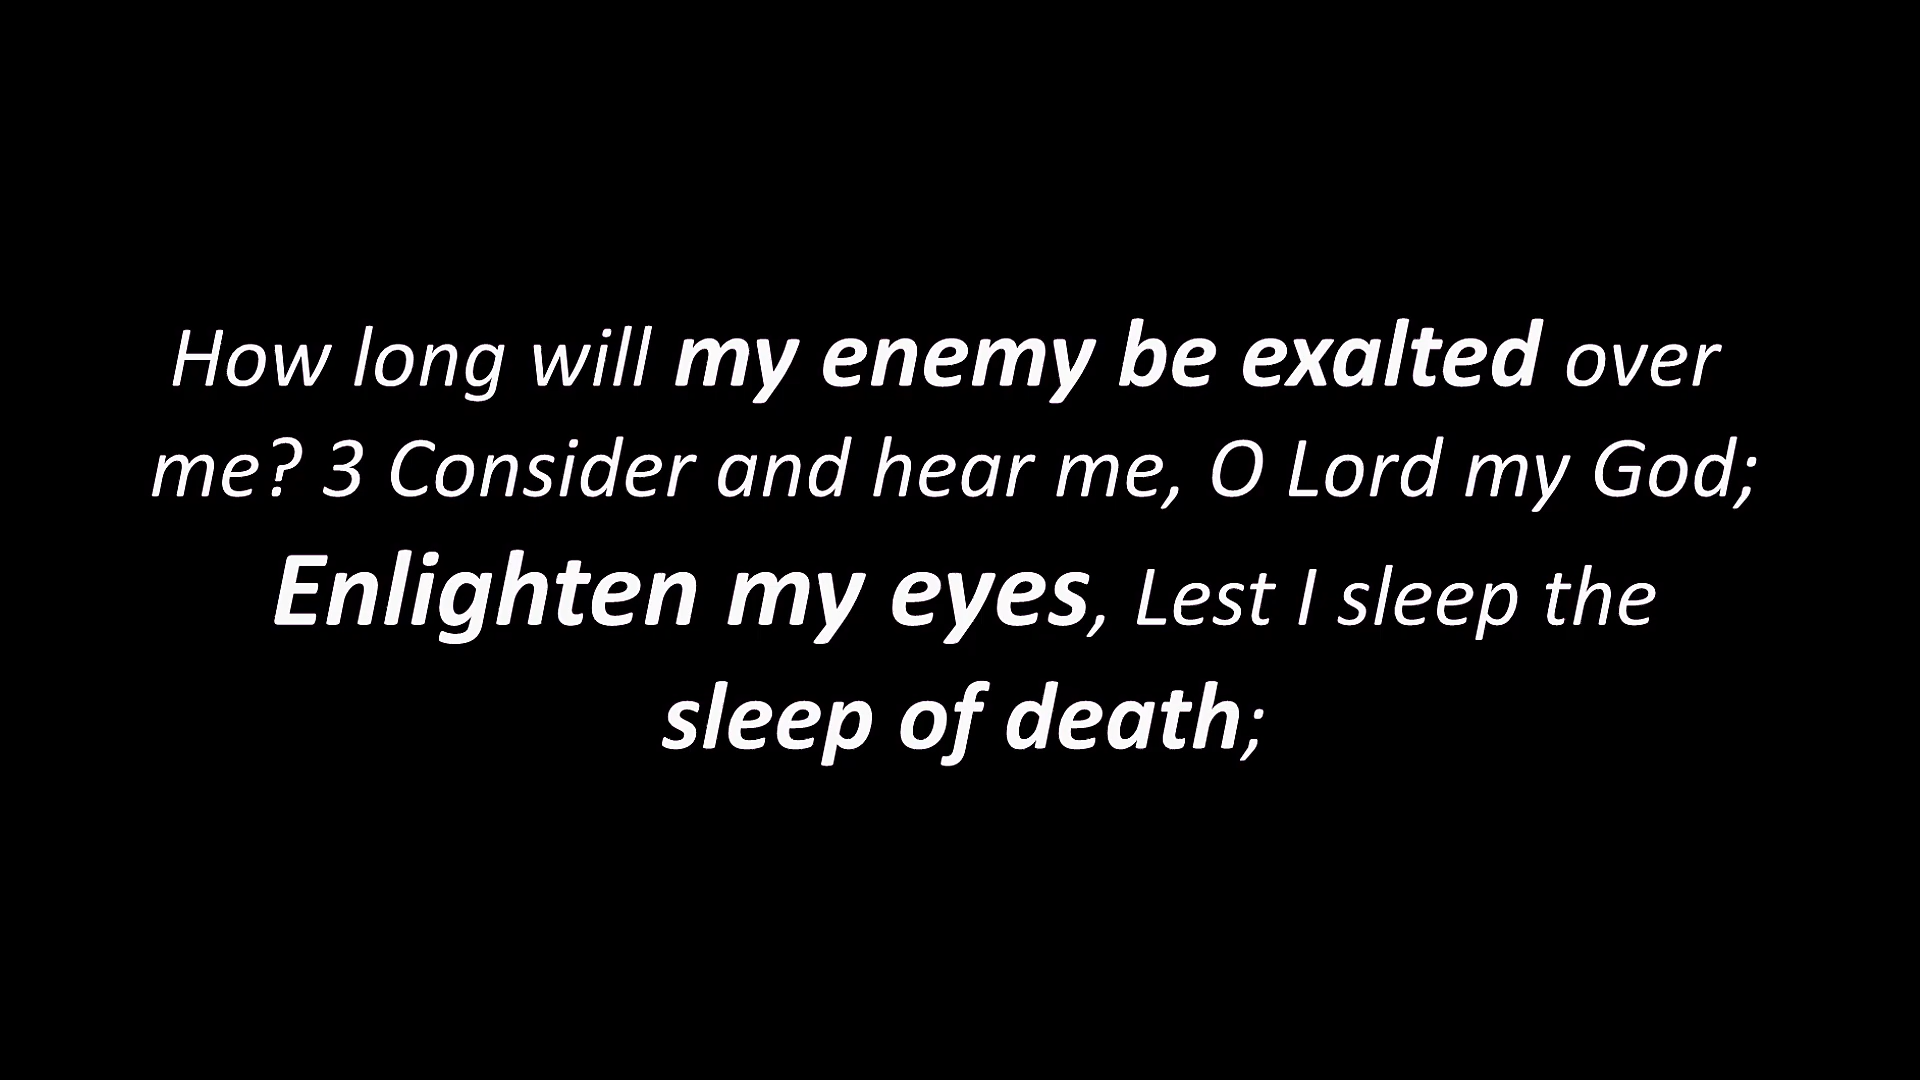 How long will my enemy be exalted over
me? 3 Consider and hear me, O Lord my God;
Enlighten my eyes, Lest I sleep the
sleep of death;